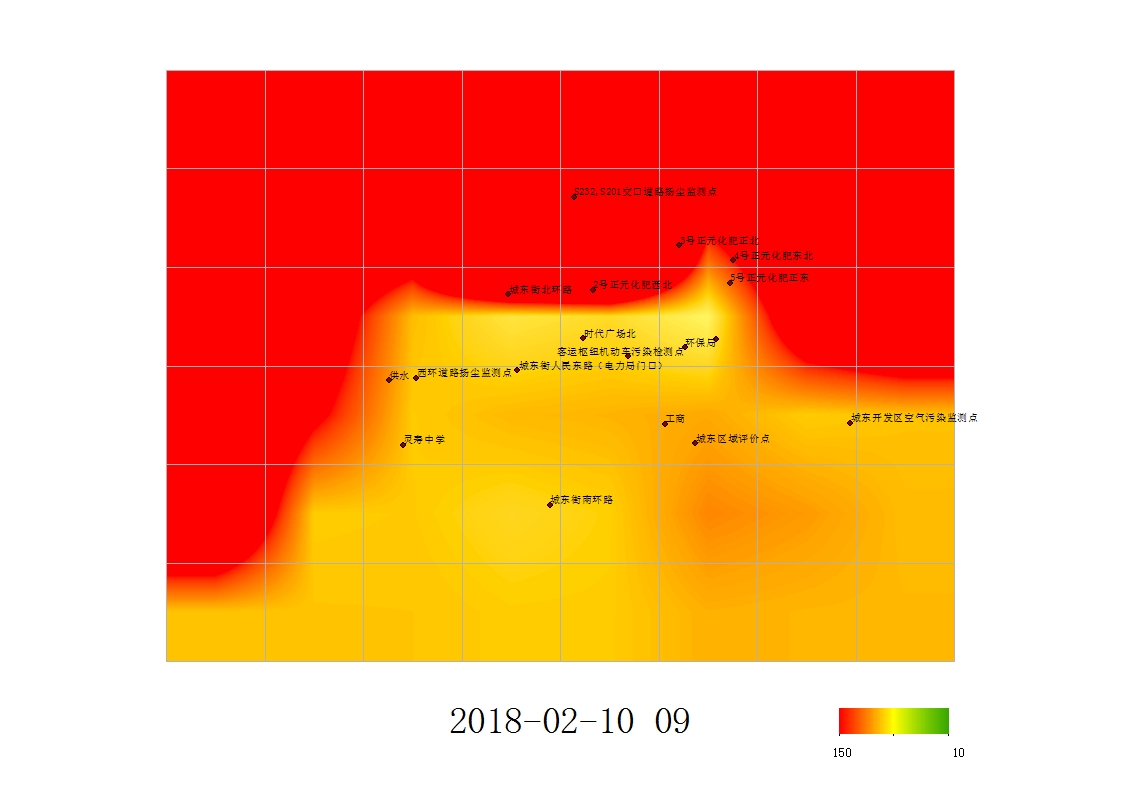 S232,S201交口道路扬尘监测点
3号正元化肥正北
4号正元化肥东北
5号正元化肥正东
城东街北环路
2号正元化肥西北
时代广场北
环保局
客运枢纽机动车污染检测点
城东街人民东路（电力局门口）
供水
西环道路扬尘监测点
工商
城东开发区空气污染监测点
城东区域评价点
灵寿中学
城东街南环路
2018-02-10 09
150
10